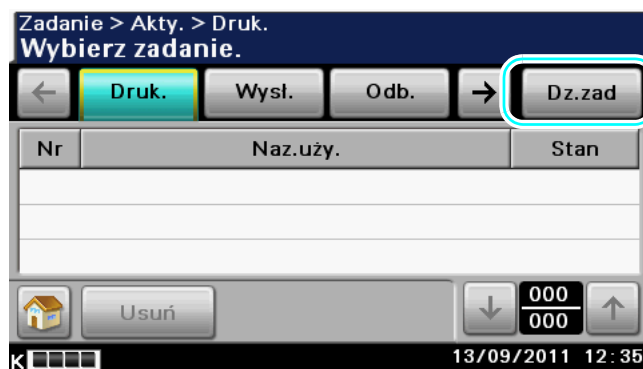 Zadanie > Akty. > Druk.
Wybierz zadanie.
← Druk. Wysł. Odb. → Dz.zad
Nr Naz.uży. Stan
Usuń ↓ 000 ↑
000
K 13/09/2011 12:35